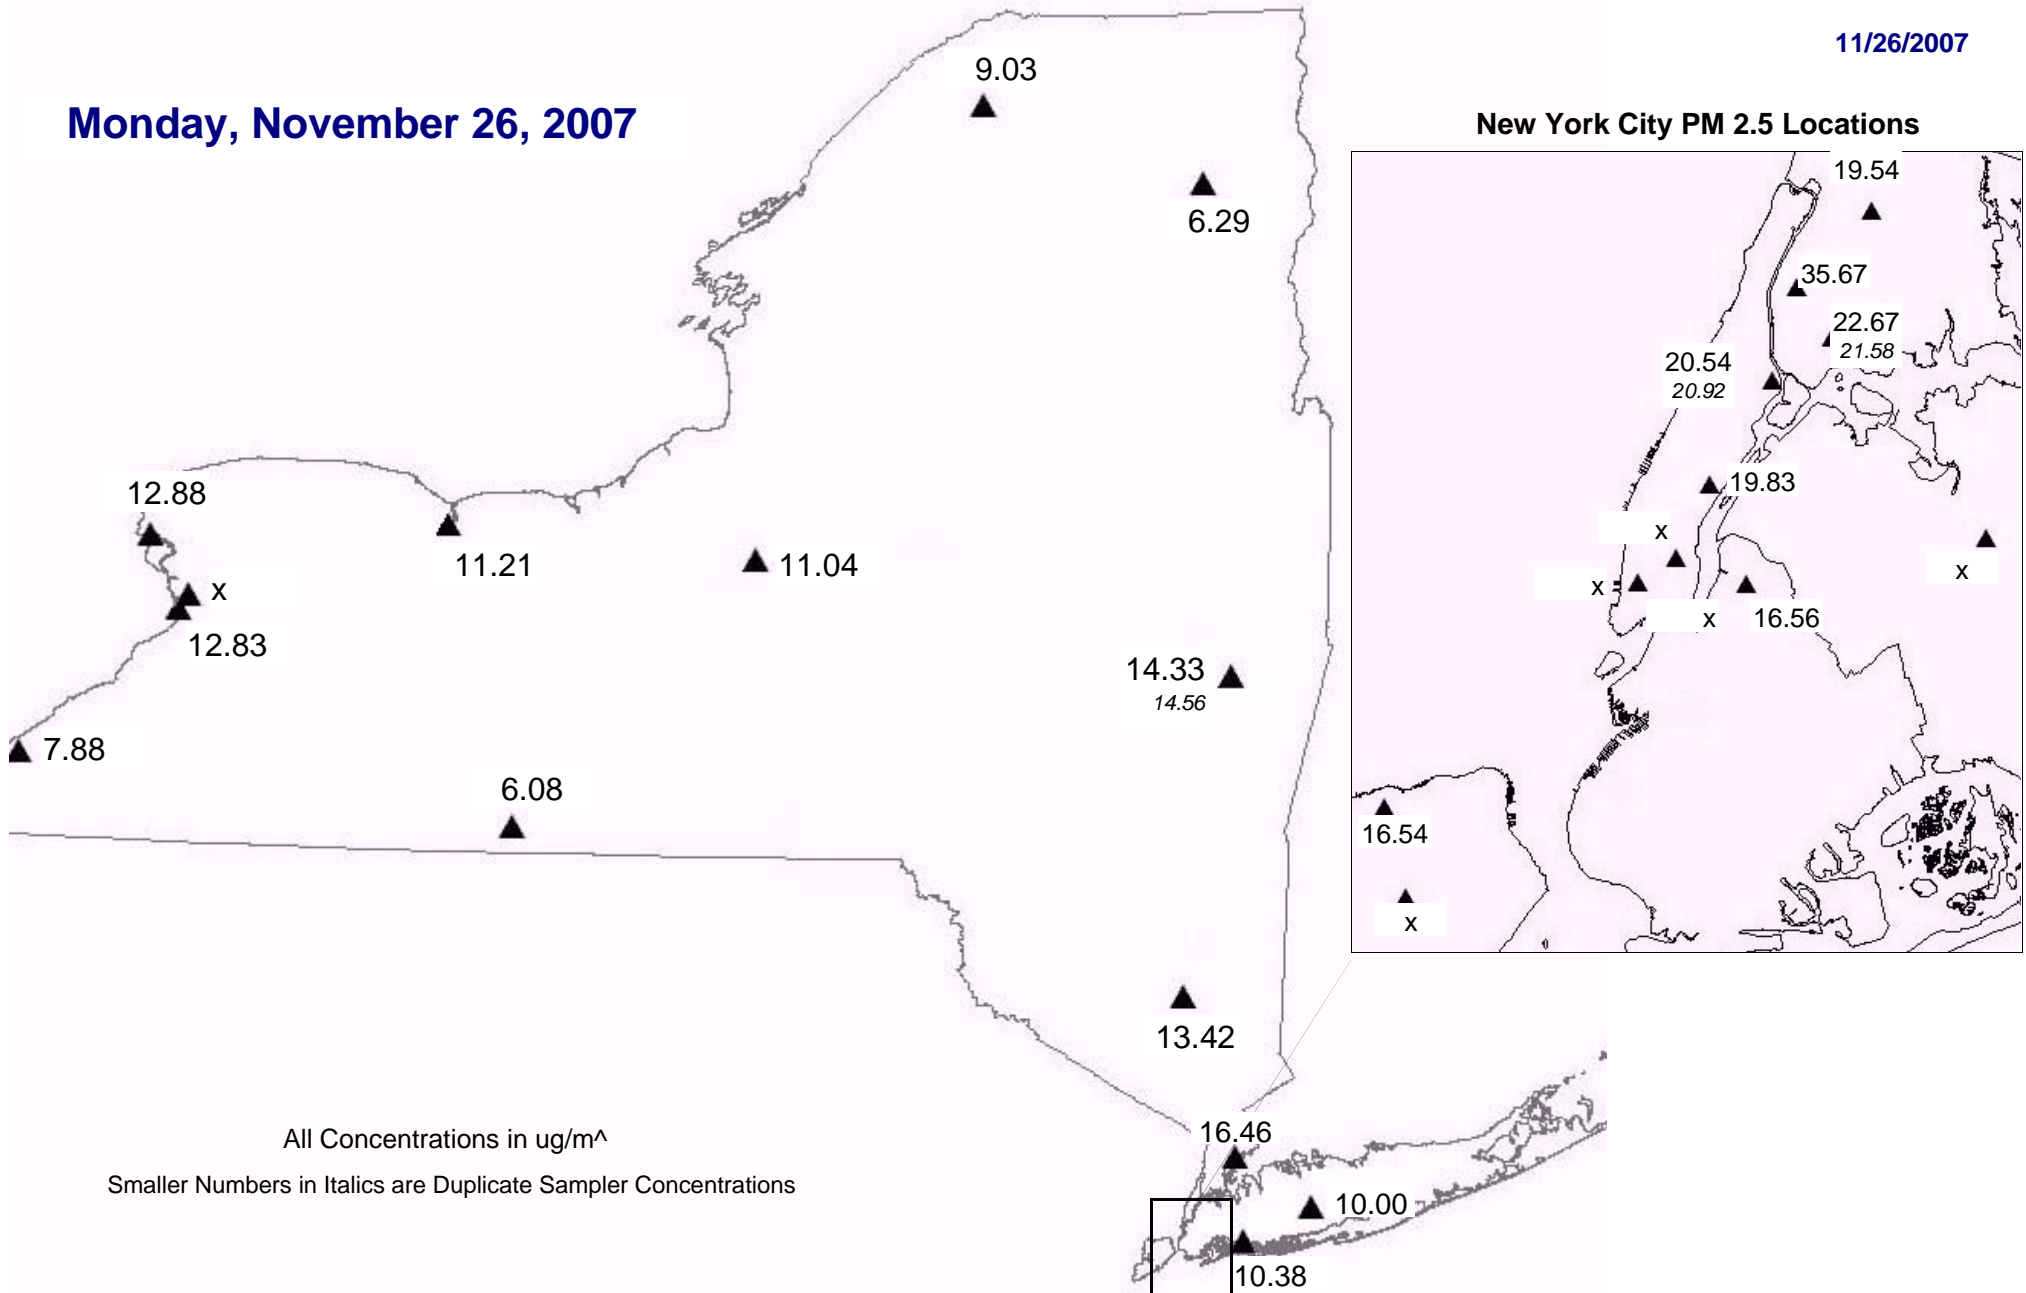 11/26/2007
Monday, November 26, 2007
New York City PM 2.5 Locations
9.03
6.29
12.88
x
12.83
11.21
11.04
14.33
14.56
7.88
6.08
13.42
16.46
10.00
10.38
19.54
35.67
22.67
21.58
20.54
20.92
19.83
x
x
x
16.56
x
16.54
x
All Concentrations in ug/m^
Smaller Numbers in Italics are Duplicate Sampler Concentrations